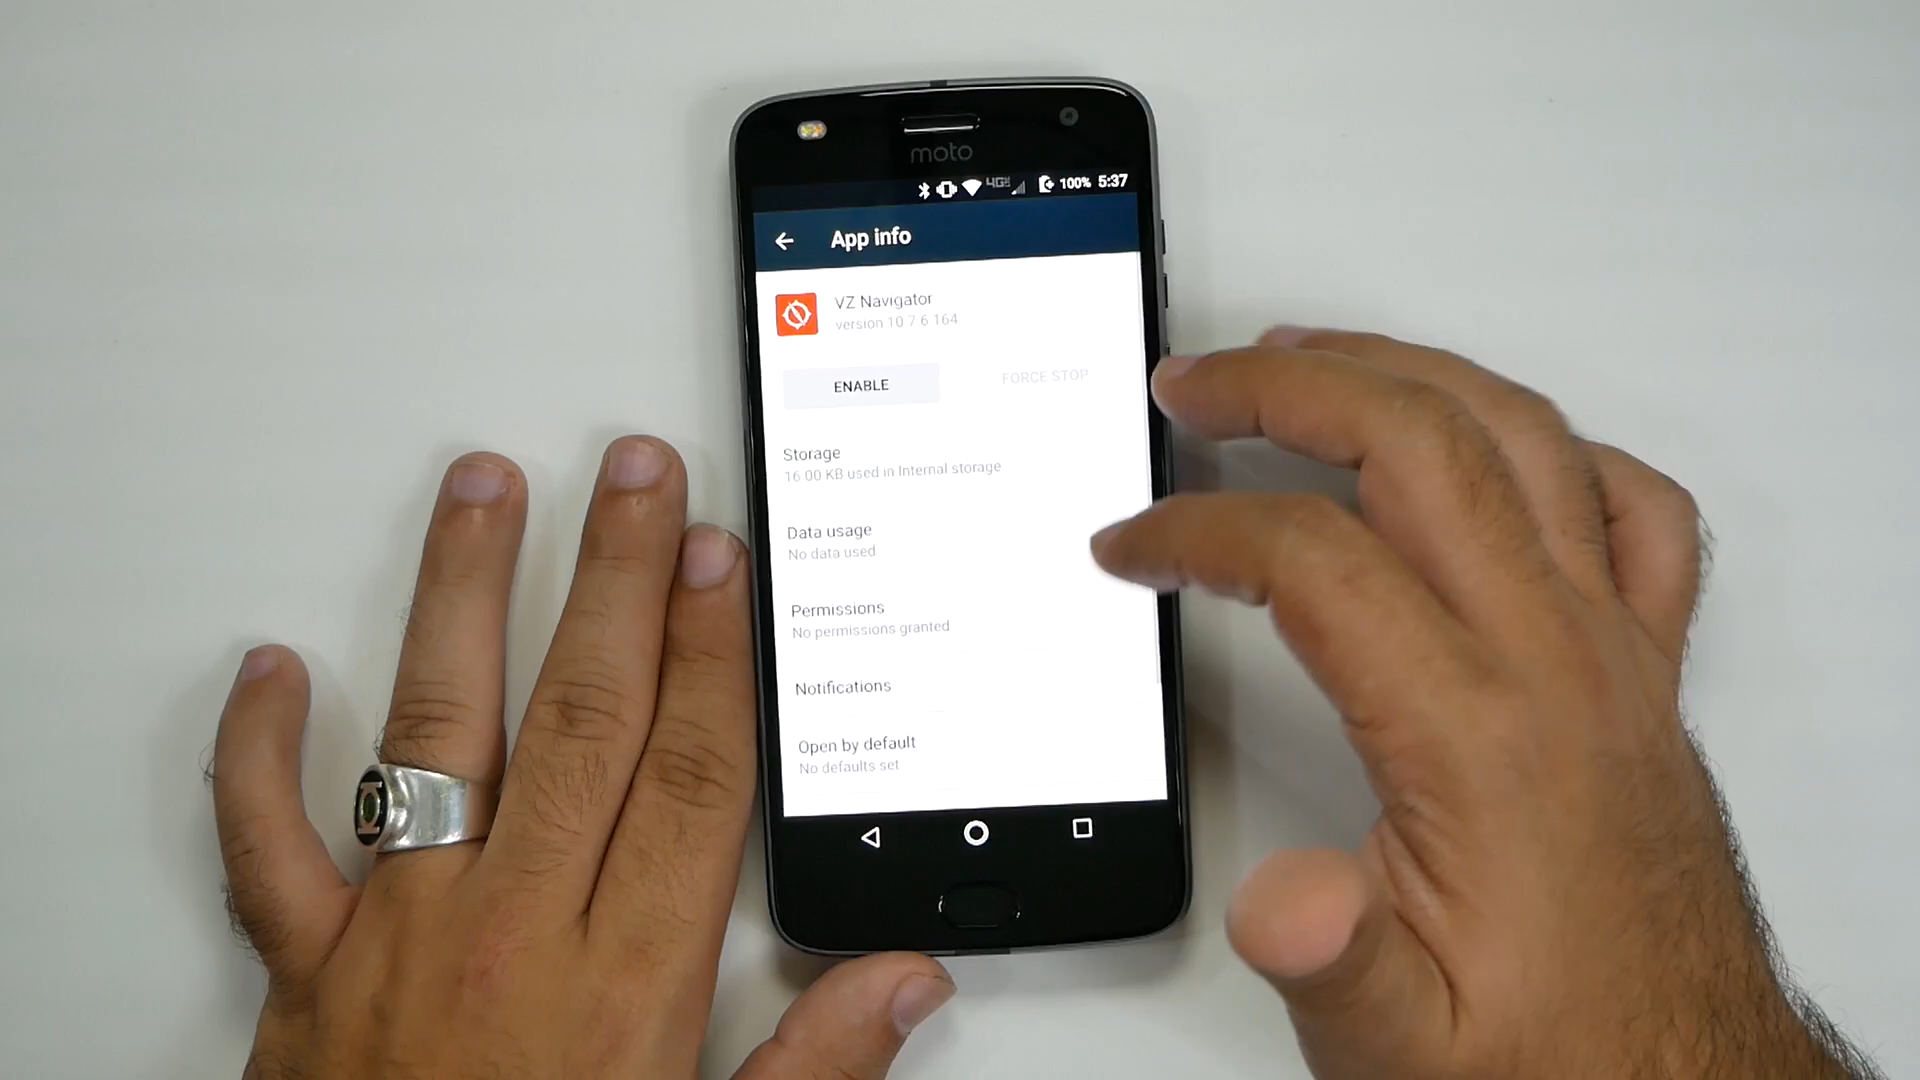 moto
4G 100% 5:37
App info
VZ Navigator
version 10 7 6 164
ENABLE
FORCE STOP
Storage
16 00 KB used in Internal storage
Data usage
No data used
Permissions
No permissions granted
Notifications
Open by default
No defaults set